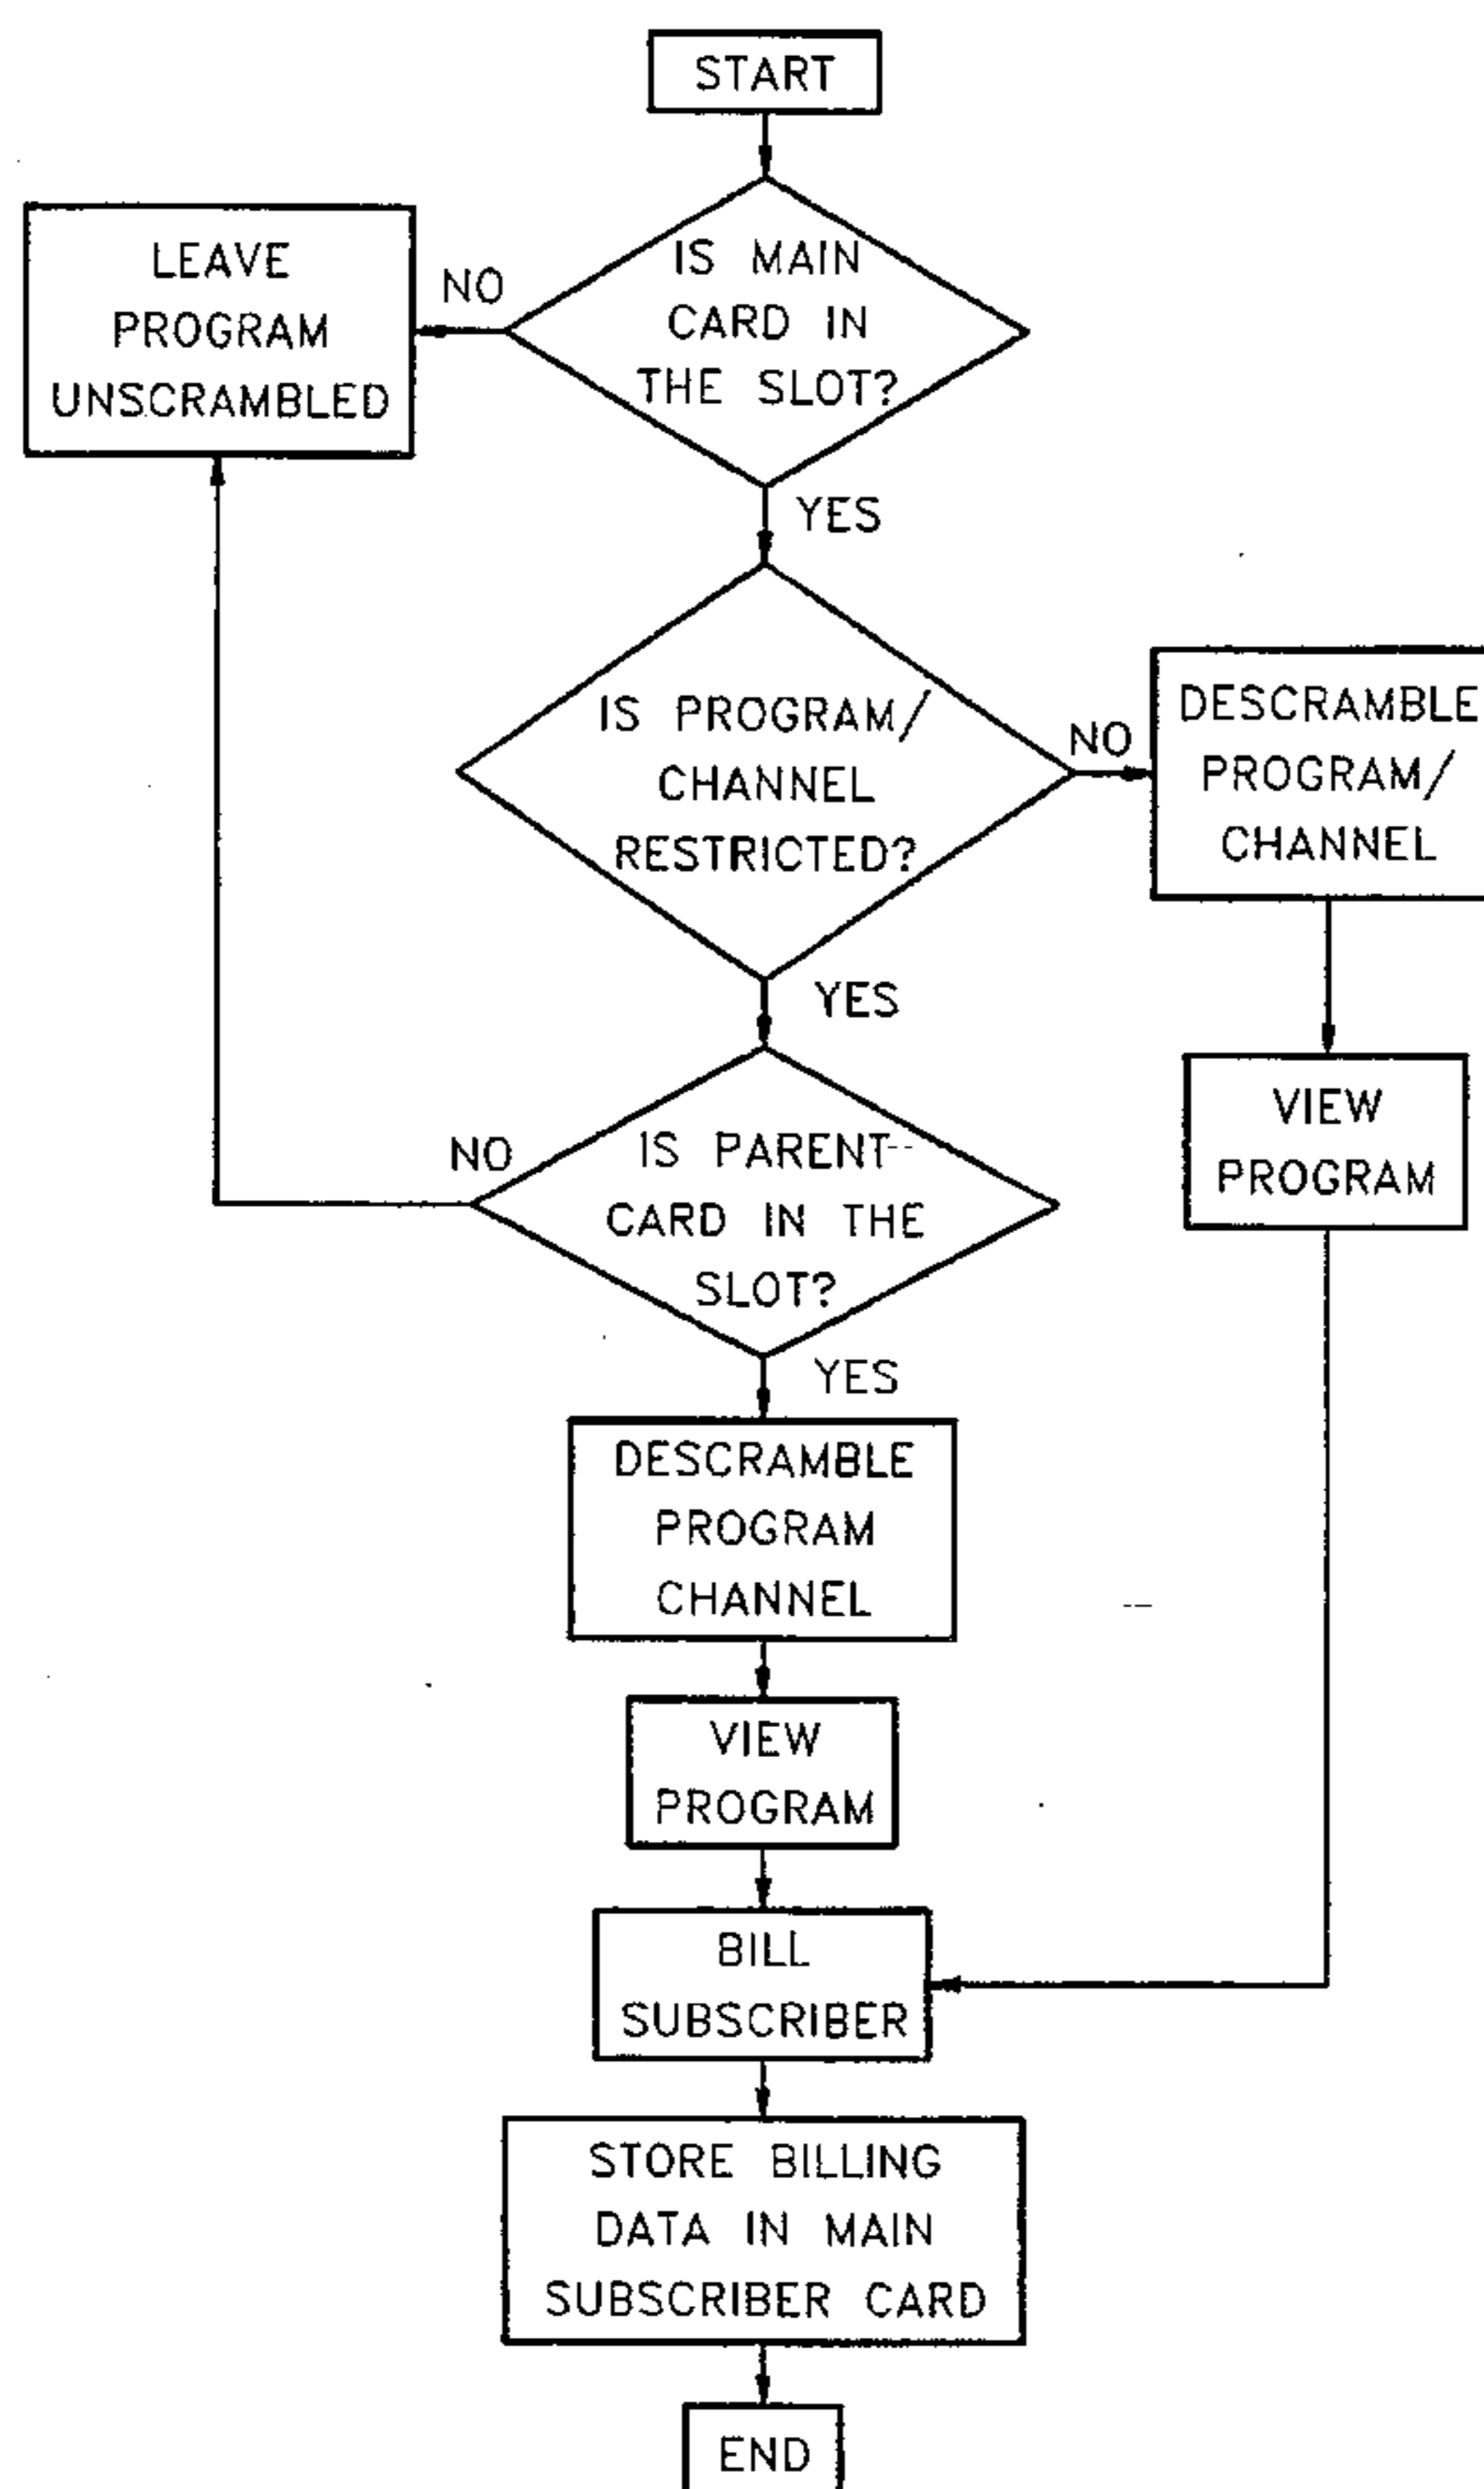 START
IS MAIN
CARD IN
THE SLOT?
NO
LEAVE
PROGRAM
UNSCRAMBLED
YES
IS PROGRAM/
CHANNEL
RESTRICTED?
NO
DESCRAMBLE
PROGRAM/
CHANNEL
VIEW
PROGRAM
YES
IS PARENT
CARD IN THE
SLOT?
NO
YES
DESCRAMBLE
PROGRAM
CHANNEL
VIEW
PROGRAM
BILL
SUBSCRIBER
STORE BILLING
DATA IN MAIN
SUBSCRIBER CARD
END